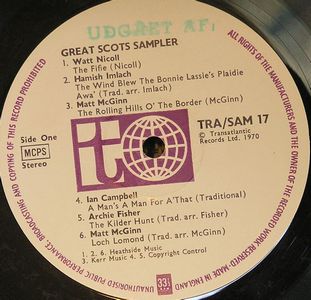 UDGÅET AF:
GREAT SCOTS SAMPLER
1. Watt Nicoll
The Fifie (Nicoll)
2. Hamish Imlach
The Wind Blew The Bonnie Lassie's Plaidie
Awa' (Trad. arr. Imlach)
3. Matt McGinn
The Rolling Hills O' The Border (McGinn)
Side One
MCPS
Stereo
TRA/SAM 17
© Transatlantic
Records Ltd. 1970
4. Ian Campbell
A Man's A Man For A'That (Traditional)
5. Archie Fisher
The Kilder Hunt (Trad. arr. Fisher)
6. Matt McGinn
Loch Lomond (Trad. arr. McGinn)
1. 2. 6. Heathside Music
3. Kerr Music 4. 5. Copyright Control
33⅓
ALL RIGHTS OF THE MANUFACTURERS AND THE OWNER OF THE RECORDED WORK RESERVED-MADE IN ENGLAND
UNAUTHORISED PUBLIC PERFORMANCE, BROADCASTING AND COPYING OF THIS RECORD PROHIBITED